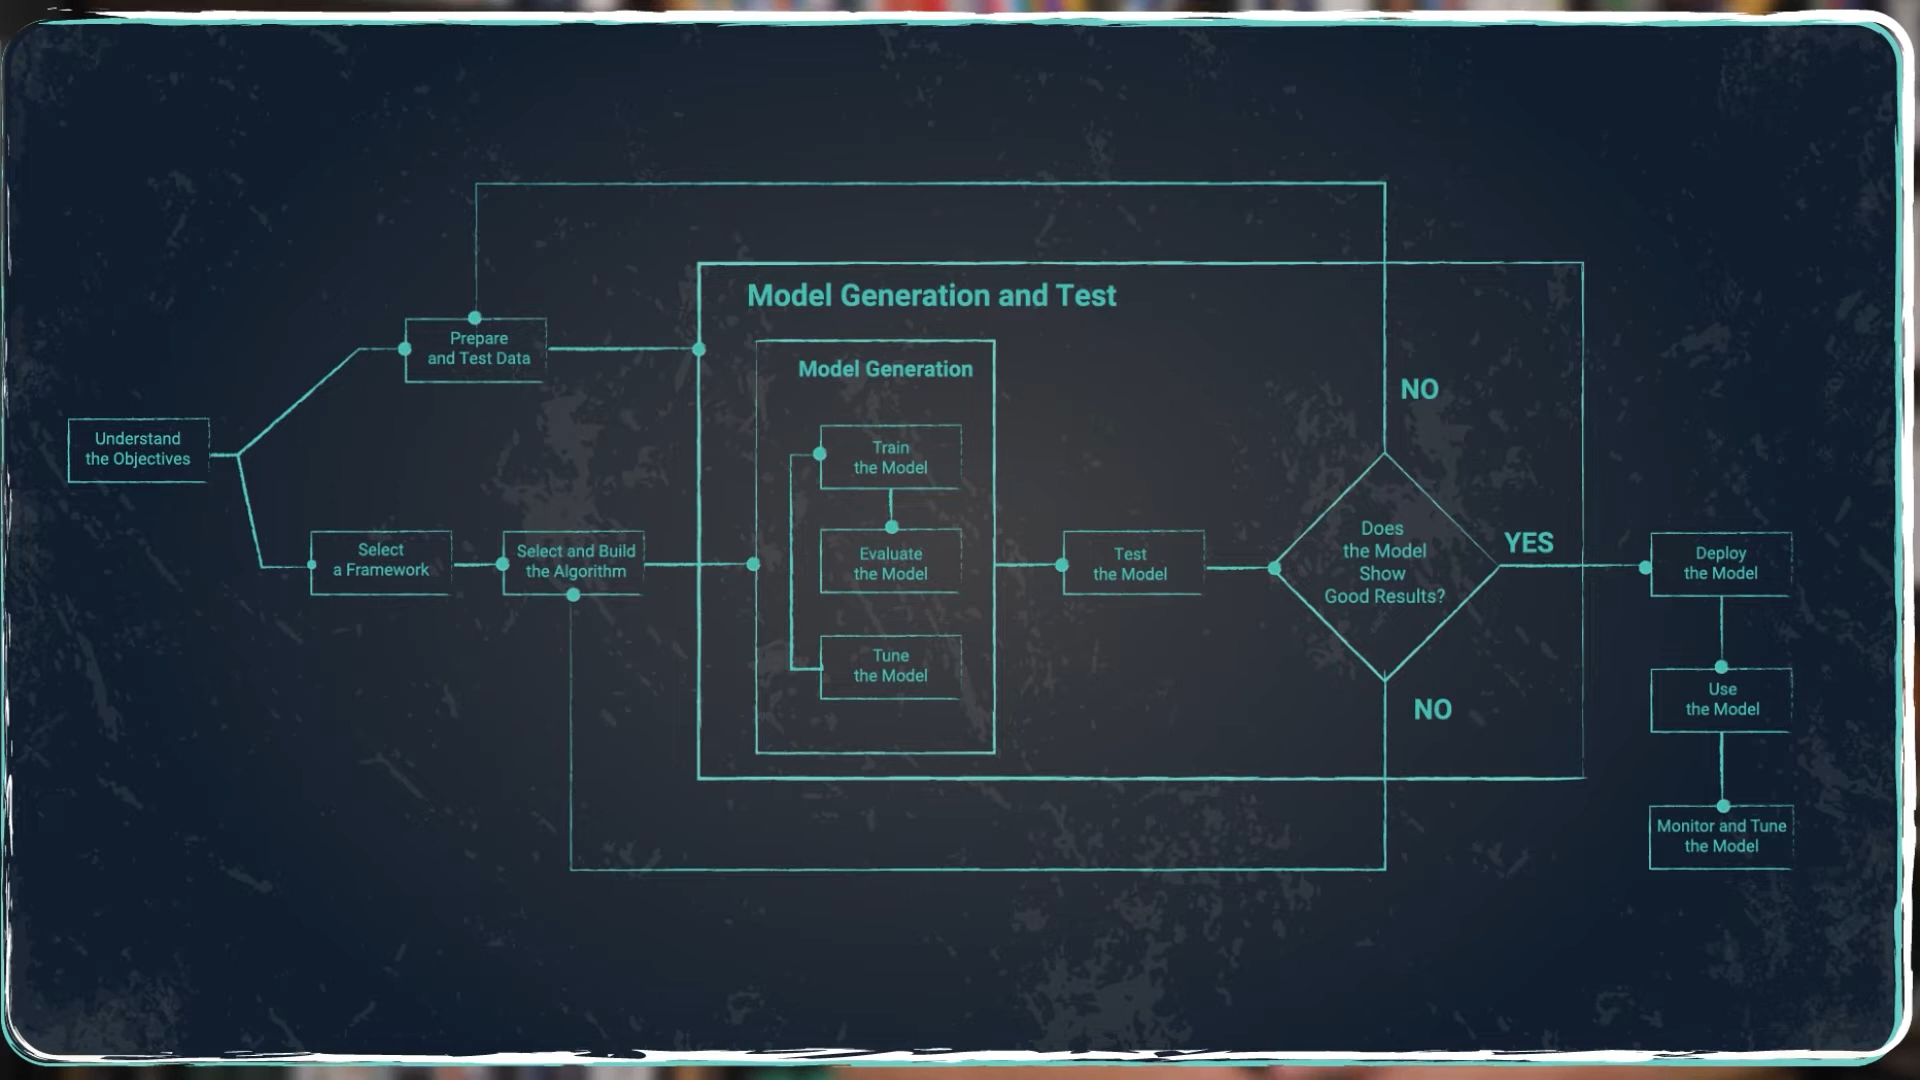 Model Generation and Test
Prepare
and Test Data
Model Generation
NO
Understand
the Objectives
Train
the Model
Select
a Framework
Select and Build
the Algorithm
Evaluate
the Model
Test
the Model
Does
the Model
Show
Good Results?
YES
Deploy
the Model
Tune
the Model
NO
Use
the Model
Monitor and Tune
the Model